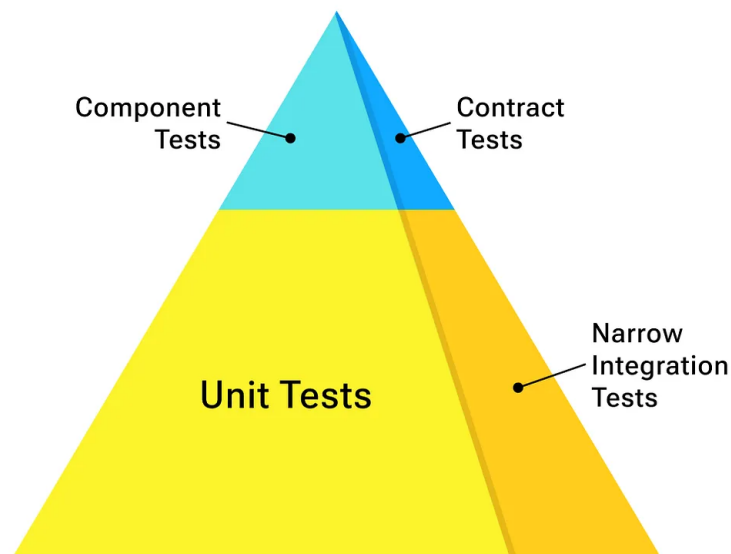 Component
Tests
Contract
Tests
Narrow
Integration
Tests
Unit Tests